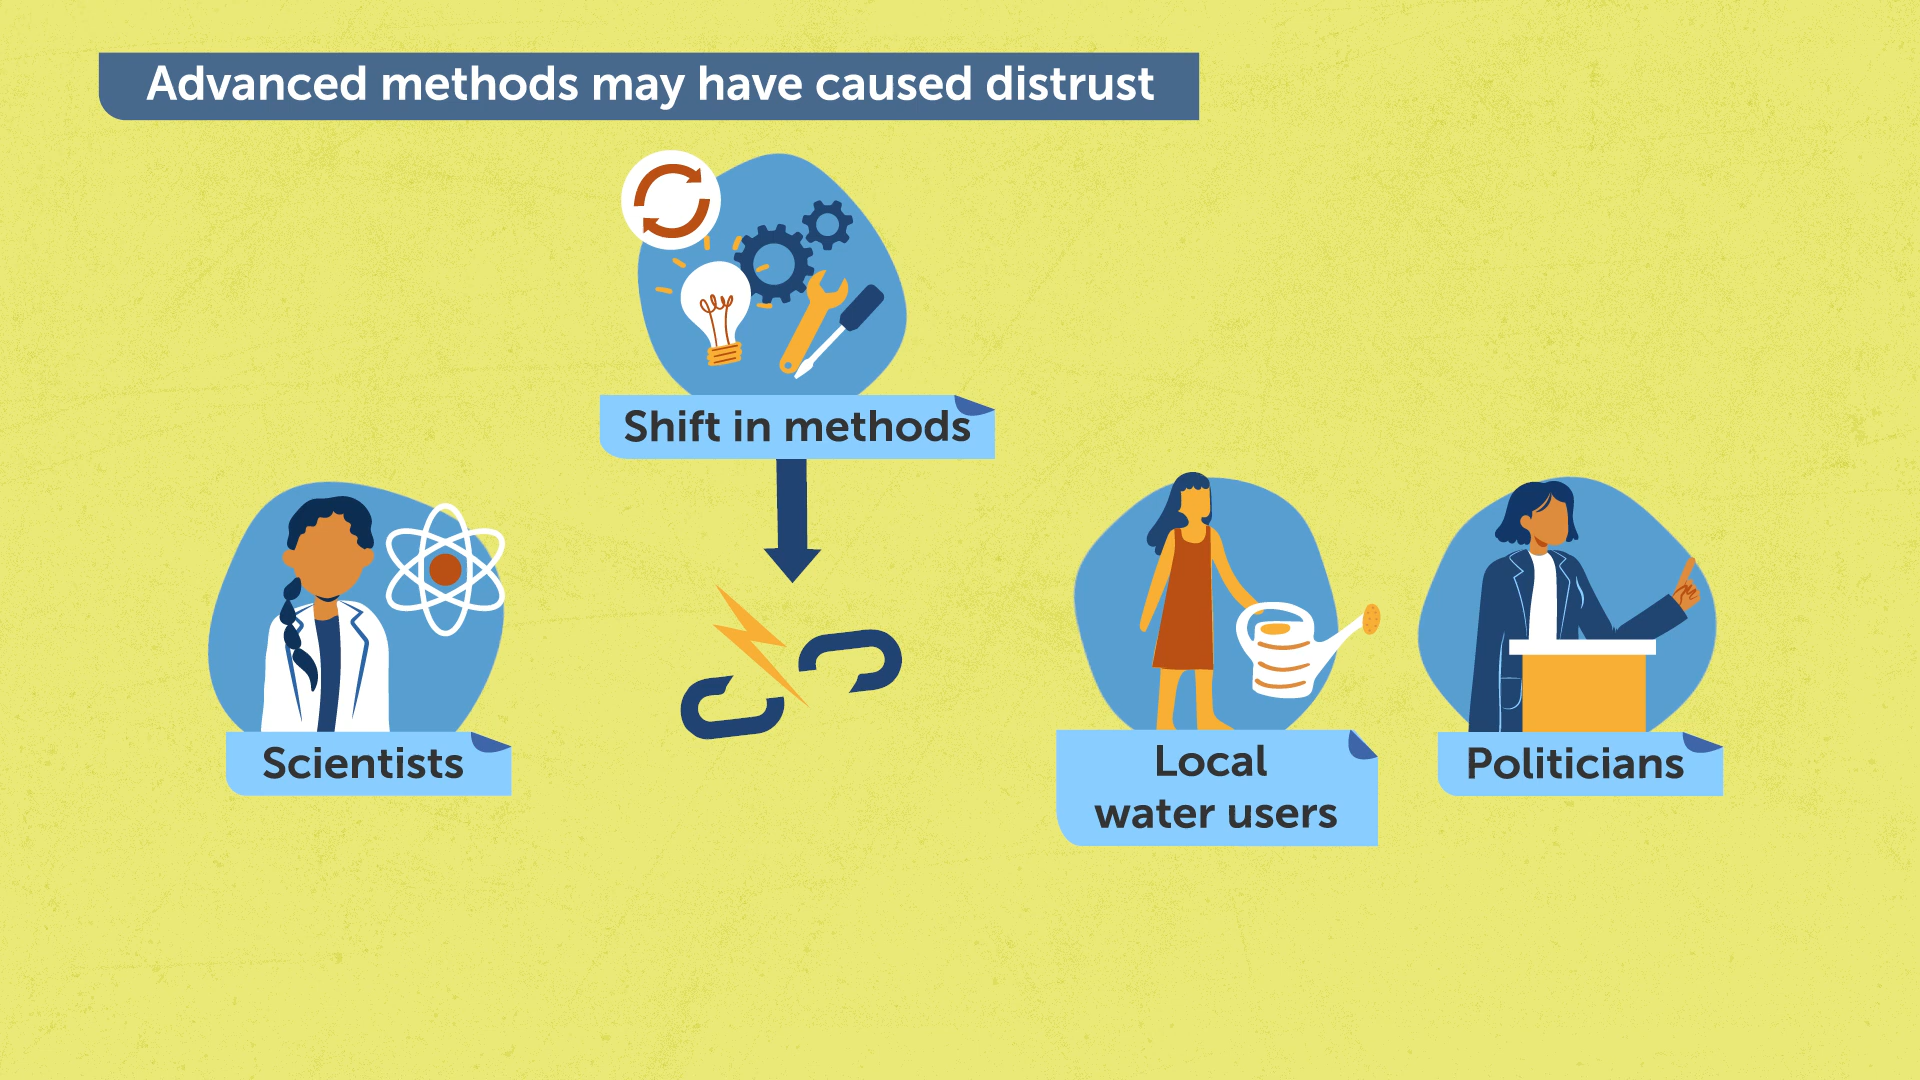 Advanced methods may have caused distrust
Shift in methods
Scientists
Local
water users
Politicians